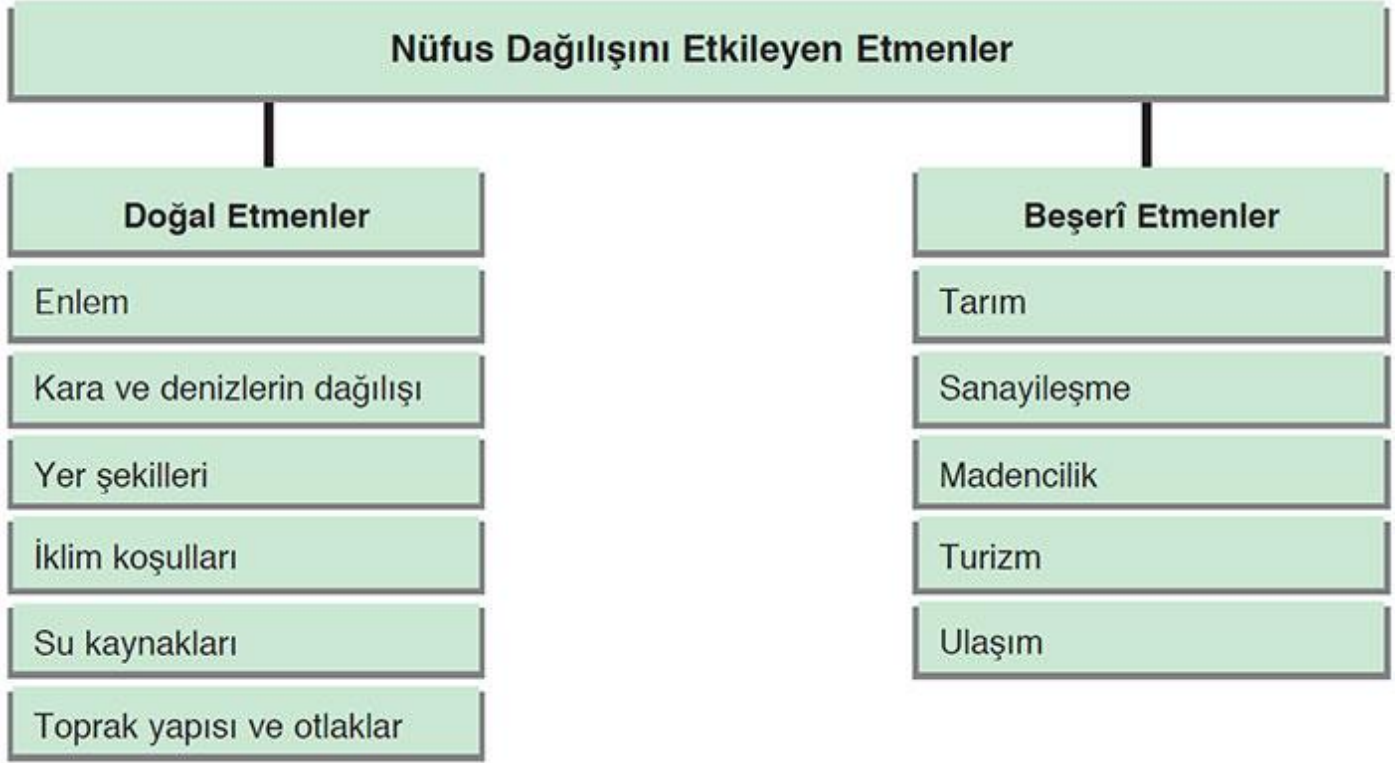 Nüfus Dağılışını Etkileyen Etmenler
Doğal Etmenler
Enlem
Kara ve denizlerin dağılışı
Yer şekilleri
İklim koşulları
Su kaynakları
Toprak yapısı ve otlaklar
Beşerî Etmenler
Tarım
Sanayileşme
Madencilik
Turizm
Ulaşım